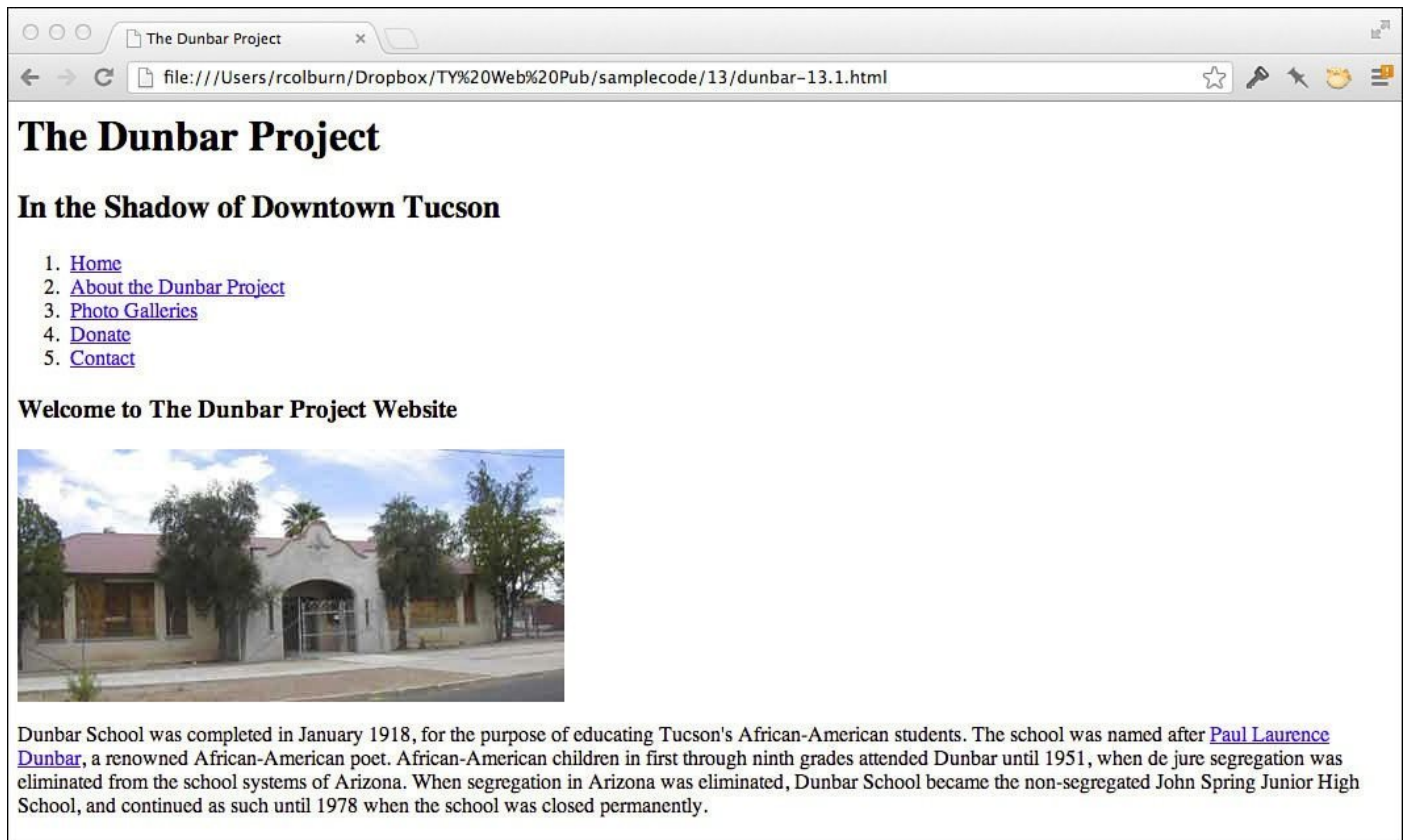 The Dunbar Project
file:///Users/rcolburn/Dropbox/TY%20Web%20Pub/samplecode/13/dunbar-13.1.html
The Dunbar Project
In the Shadow of Downtown Tucson
1. Home
2. About the Dunbar Project
3. Photo Galleries
4. Donate
5. Contact
Welcome to The Dunbar Project Website
Dunbar School was completed in January 1918, for the purpose of educating Tucson's African-American students. The school was named after Paul Laurence
Dunbar, a renowned African-American poet. African-American children in first through ninth grades attended Dunbar until 1951, when de jure segregation was
eliminated from the school systems of Arizona. When segregation in Arizona was eliminated, Dunbar School became the non-segregated John Spring Junior High
School, and continued as such until 1978 when the school was closed permanently.